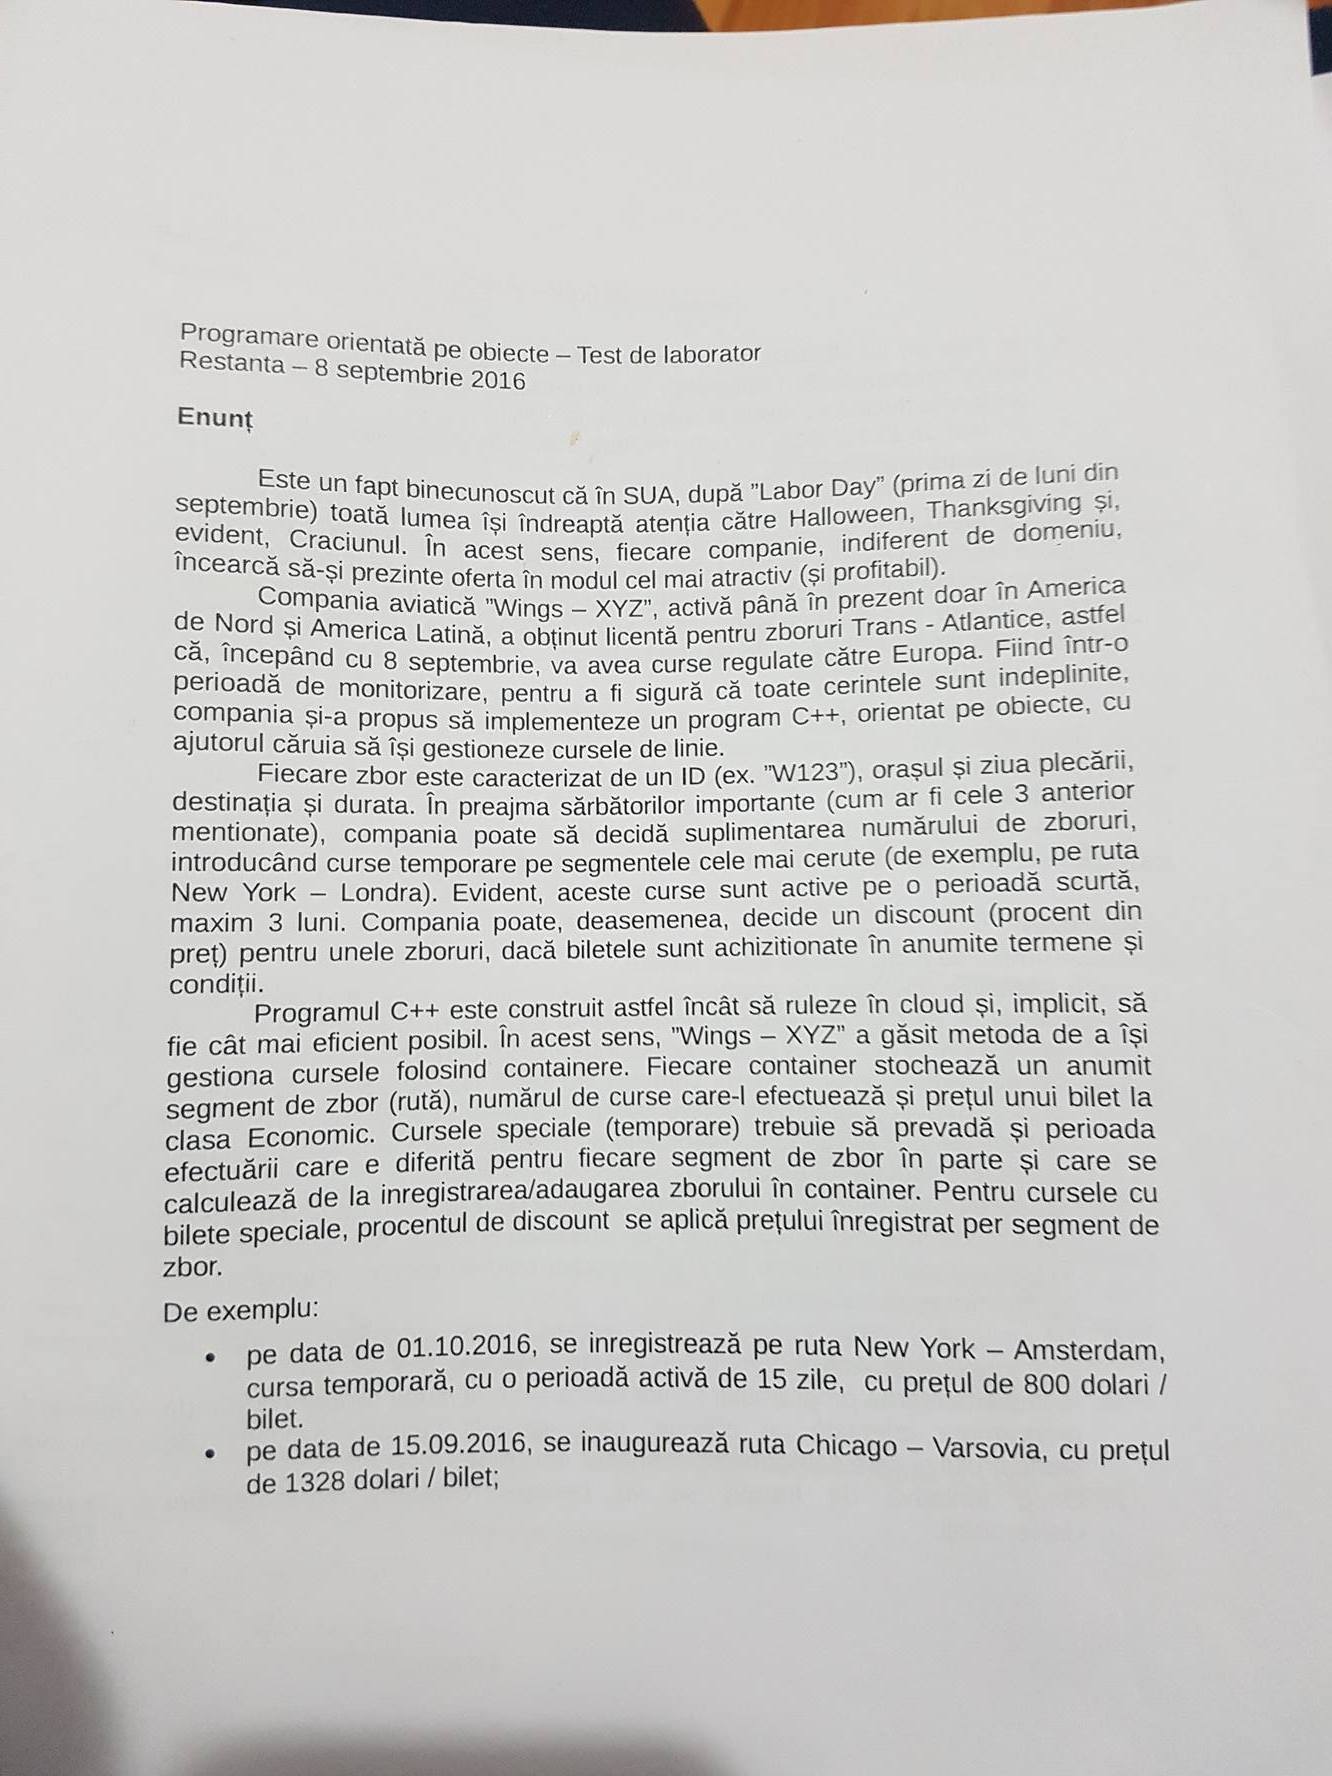 Programare orientată pe obiecte – Test de laborator
Restanta – 8 septembrie 2016
Enunț
Este un fapt binecunoscut că în SUA, după ”Labor Day” (prima zi de luni din
septembrie) toată lumea își îndreaptă atenția către Halloween, Thanksgiving și,
evident, Craciunul. În acest sens, fiecare companie, indiferent de domeniu,
încearcă să-și prezinte oferta în modul cel mai atractiv (și profitabil).
Compania aviatică ”Wings – XYZ”, activă până în prezent doar în America
de Nord și America Latină, a obținut licentă pentru zboruri Trans - Atlantice, astfel
că, începând cu 8 septembrie, va avea curse regulate către Europa. Fiind într-o
perioadă de monitorizare, pentru a fi sigură că toate cerintele sunt indeplinite,
compania și-a propus să implementeze un program C++, orientat pe obiecte, cu
ajutorul căruia să își gestioneze cursele de linie.
Fiecare zbor este caracterizat de un ID (ex. ”W123”), orașul și ziua plecării,
destinația și durata. În preajma sărbătorilor importante (cum ar fi cele 3 anterior
mentionate), compania poate să decidă suplimentarea numărului de zboruri,
introducând curse temporare pe segmentele cele mai cerute (de exemplu, pe ruta
New York – Londra). Evident, aceste curse sunt active pe o perioadă scurtă,
maxim 3 luni. Compania poate, deasemenea, decide un discount (procent din
preț) pentru unele zboruri, dacă biletele sunt achizitionate în anumite termene și
condiții.
Programul C++ este construit astfel încât să ruleze în cloud și, implicit, să
fie cât mai eficient posibil. În acest sens, ”Wings – XYZ” a găsit metoda de a își
gestiona cursele folosind containere. Fiecare container stochează un anumit
segment de zbor (rută), numărul de curse care-l efectuează și prețul unui bilet la
clasa Economic. Cursele speciale (temporare) trebuie să prevadă și perioada
efectuării care e diferită pentru fiecare segment de zbor în parte și care se
calculează de la inregistrarea/adaugarea zborului în container. Pentru cursele cu
bilete speciale, procentul de discount se aplică prețului înregistrat per segment de
zbor.
De exemplu:
• pe data de 01.10.2016, se inregistrează pe ruta New York – Amsterdam,
cursa temporară, cu o perioadă activă de 15 zile, cu prețul de 800 dolari /
bilet.
• pe data de 15.09.2016, se inaugurează ruta Chicago – Varsovia, cu prețul
de 1328 dolari / bilet;